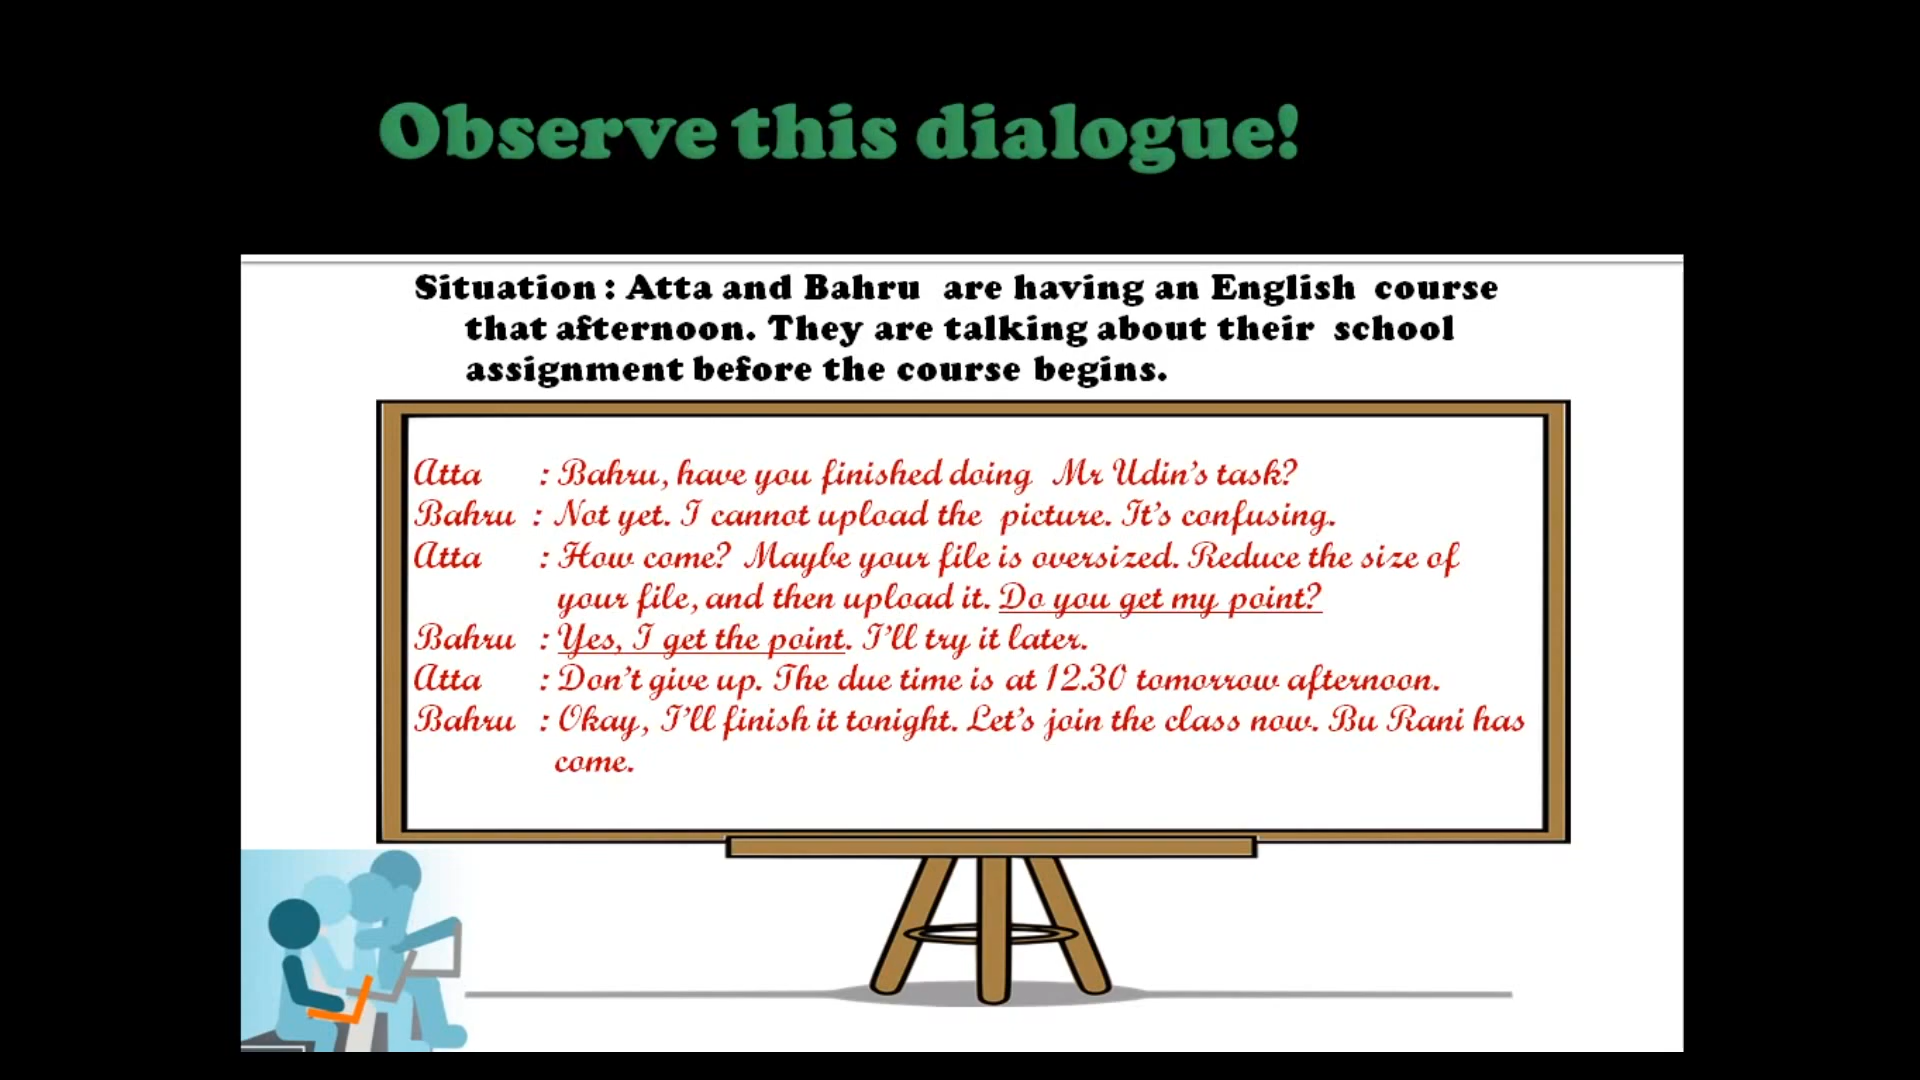 Observe this dialogue!
Situation : Atta and Bahru are having an English course
that afternoon. They are talking about their school
assignment before the course begins.
Atta : Bahru, have you finished doing Mr Udin's task?
Bahru : Not yet. I cannot upload the picture. It's confusing.
Atta : How come? Maybe your file is oversized. Reduce the size of
your file, and then upload it. Do you get my point?
Bahru : Yes, I get the point. I'll try it later.
Atta : Don't give up. The due time is at 12.30 tomorrow afternoon.
Bahru : Okay, I'll finish it tonight. Let's join the class now. Bu Rani has
come.